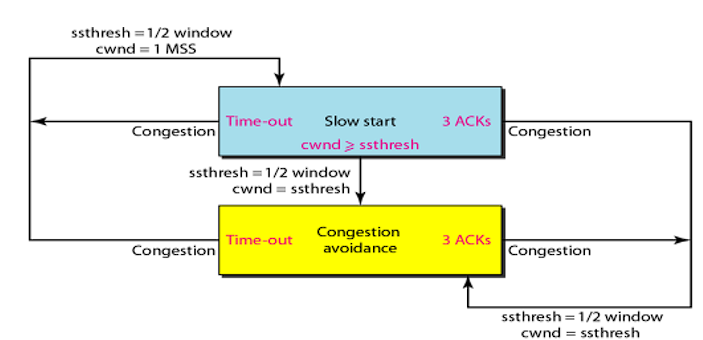 ssthresh = 1/2 window
cwnd = 1 MSS
Time-out Slow start 3 ACKs
Congestion Congestion
cwnd ⩾ ssthresh
ssthresh = 1/2 window
cwnd = ssthresh
Time-out Congestion avoidance 3 ACKs
Congestion Congestion
ssthresh = 1/2 window
cwnd = ssthresh